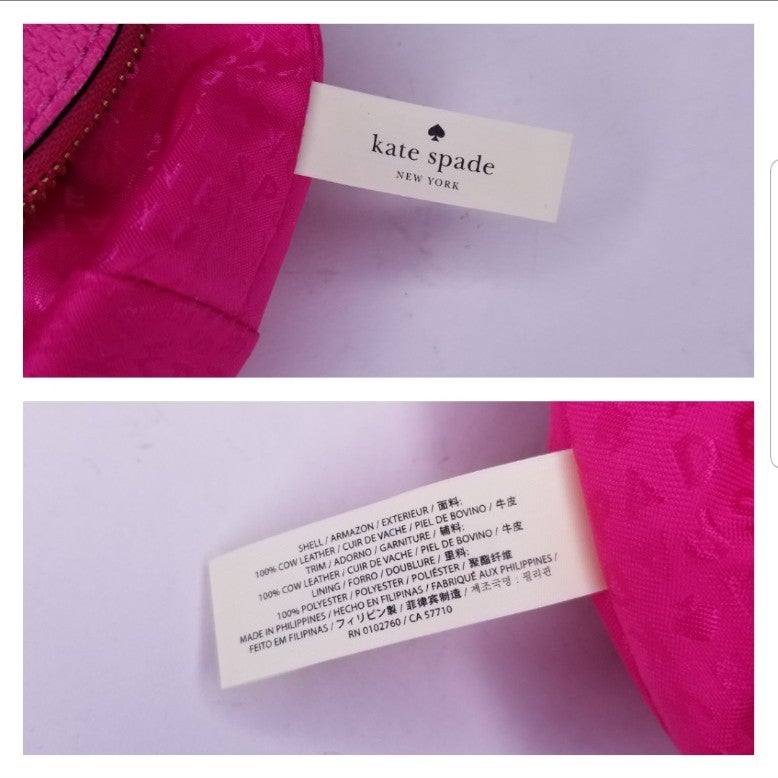 kate spade
NEW YORK
SHELL / ARMAZON / EXTERIEUR / 面料:
100% COW LEATHER / CUIR DE VACHE / PIEL DE BOVINO / 牛皮
TRIM / ADORNO / GARNITURE / 辅料:
100% COW LEATHER / CUIR DE VACHE / PIEL DE BOVINO / 牛皮
LINING / FORRO / DOUBLURE / 里料:
100% POLYESTER / POLYESTER / POLIÉSTER / 聚酯纤维
MADE IN PHILIPPINES / HECHO EN FILIPINAS / FABRIQUÉ AUX PHILIPPINES /
FEITO EM FILIPINAS / フィリピン製 / 菲律宾制造 / 제조국명 : 필리핀
RN 0102760 / CA 57710